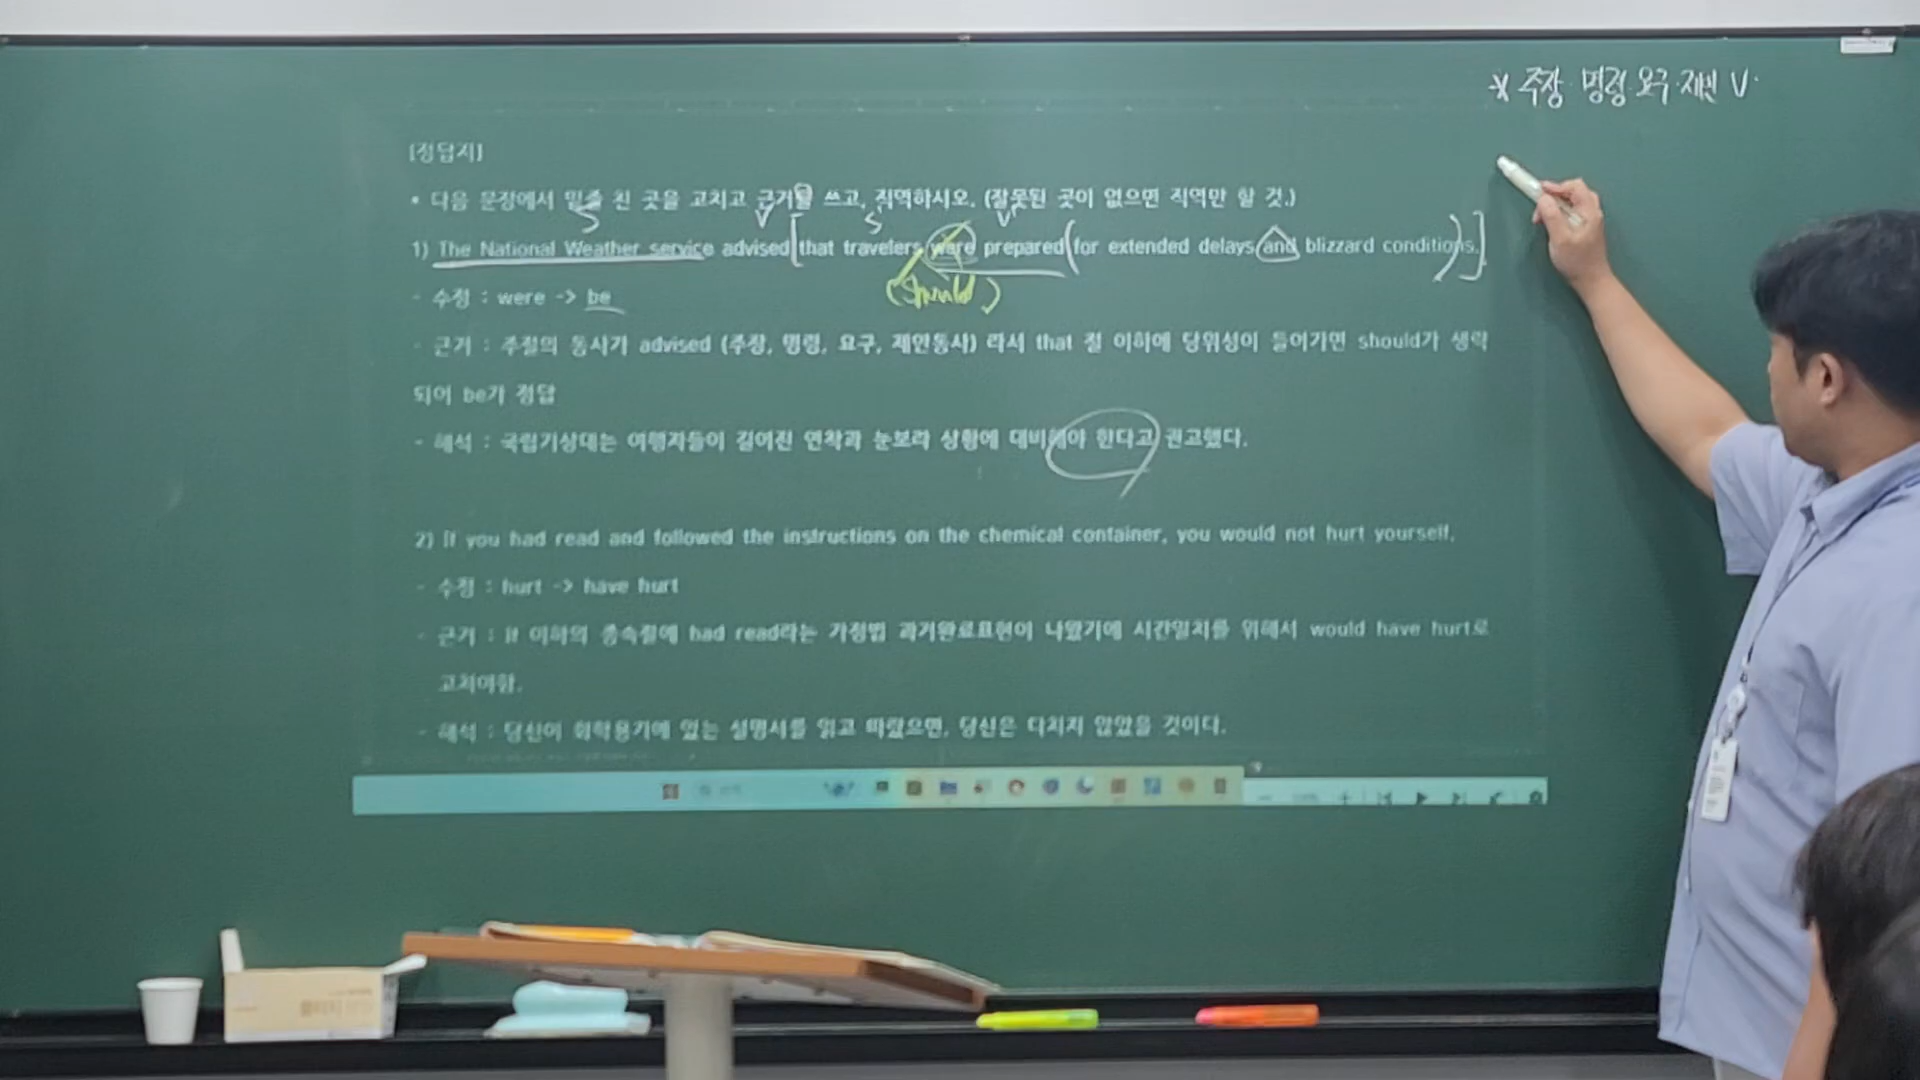 * 주장·명령·요구·제안 V·
[정답지]
• 다음 문장에서 밑줄 친 곳을 고치고 근거를 쓰고, 직역하시오. (잘못된 곳이 없으면 직역만 할 것.)
S V S V
1) The National Weather service advised [that travelers were prepared (for extended delays and blizzard conditions.)]
(should)
- 수정 : were -> be
- 근거 : 주절의 동사가 advised (주장, 명령, 요구, 제안동사) 라서 that 절 이하에 당위성이 들어가면 should가 생략
되어 be가 정답
- 해석 : 국립기상대는 여행자들이 길어진 연착과 눈보라 상황에 대비해야 한다고 권고했다.
2) If you had read and followed the instructions on the chemical container, you would not hurt yourself.
- 수정 : hurt -> have hurt
- 근거 : If 이하의 종속절에 had read라는 가정법 과거완료표현이 나왔기에 시간일치를 위해서 would have hurt로
고쳐야함.
- 해석 : 당신이 화학용기에 있는 설명서를 읽고 따랐으면, 당신은 다치지 않았을 것이다.